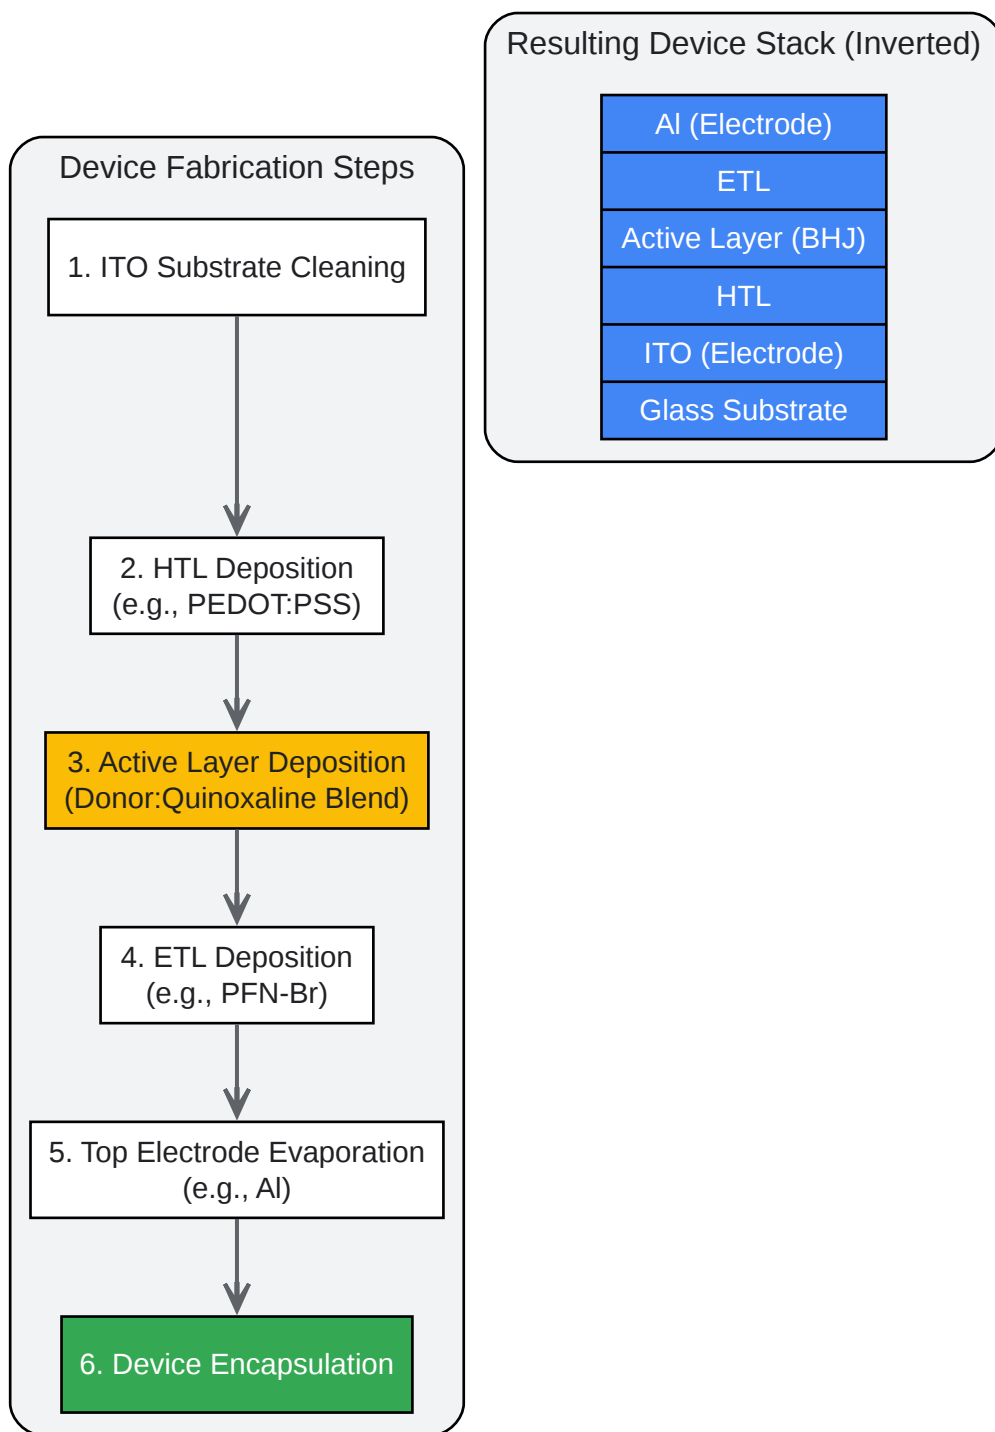 Resulting Device Stack (Inverted)
Al (Electrode)
ETL
Active Layer (BHJ)
HTL
ITO (Electrode)
Glass Substrate
Device Fabrication Steps
1. ITO Substrate Cleaning
2. HTL Deposition
(e.g., PEDOT:PSS)
3. Active Layer Deposition
(Donor:Quinoxaline Blend)
4. ETL Deposition
(e.g., PFN-Br)
5. Top Electrode Evaporation
(e.g., Al)
6. Device Encapsulation